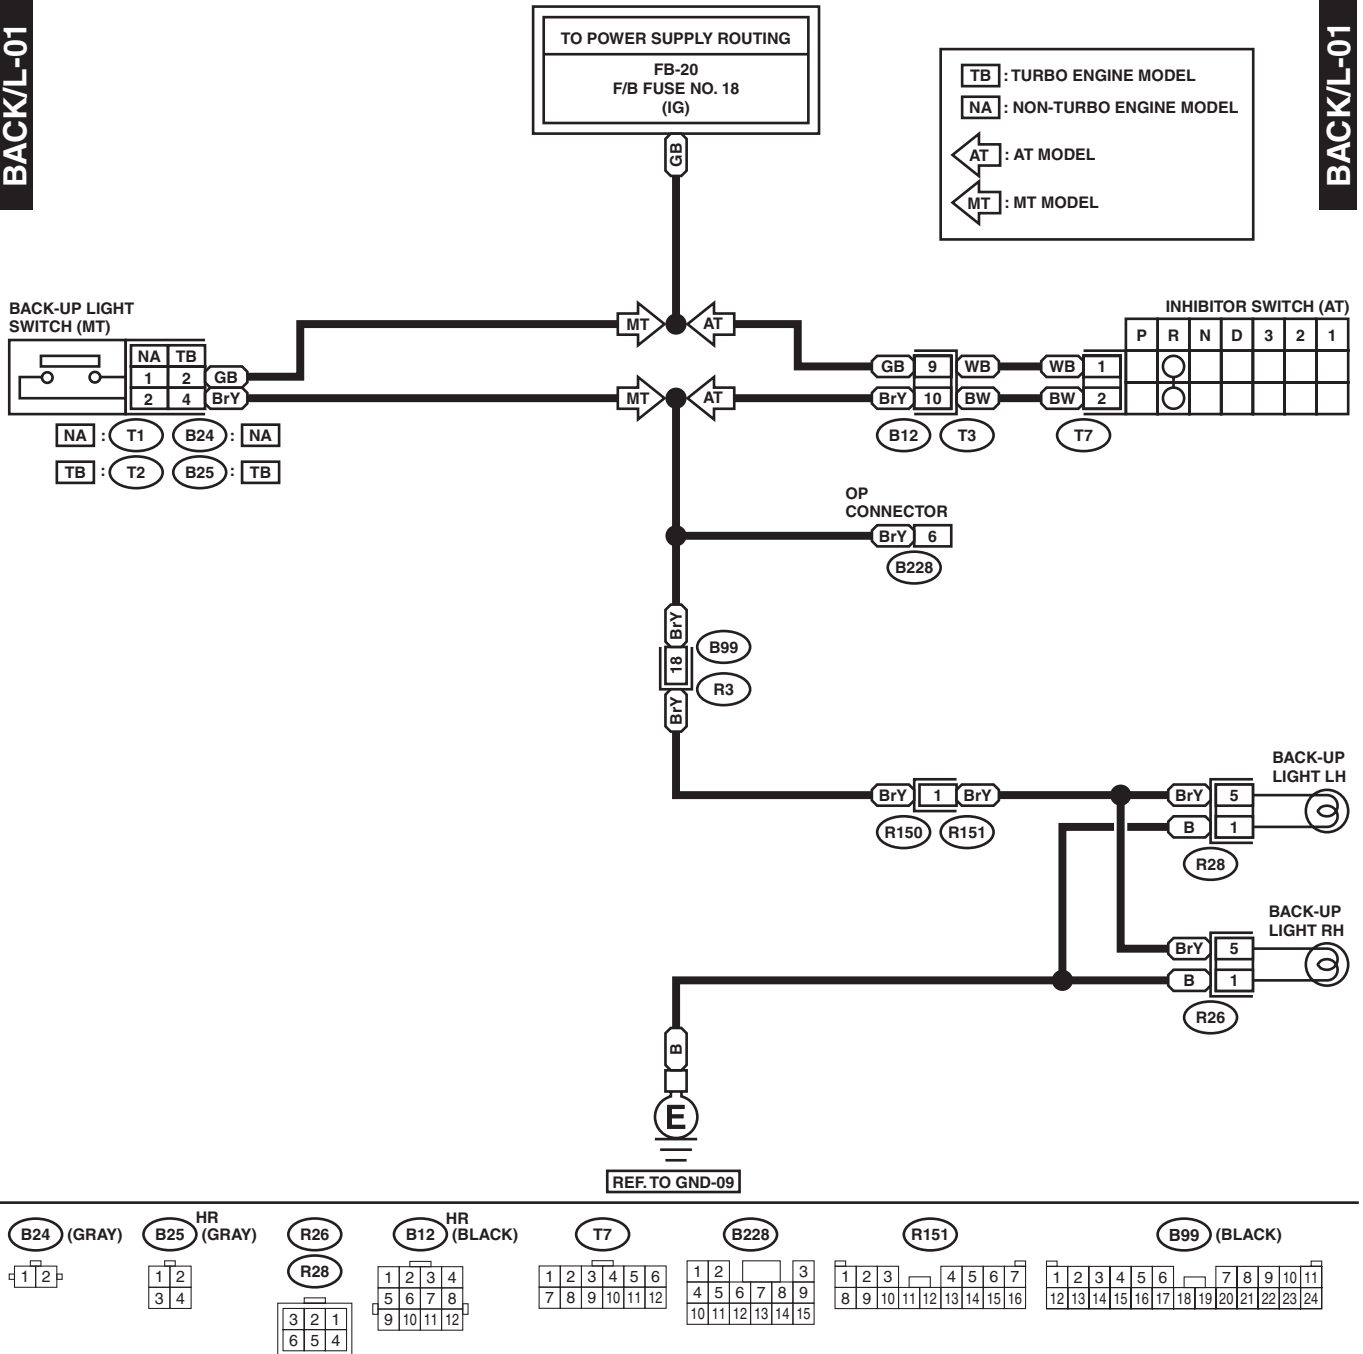 BACK/L-01
BACK/L-01
TO POWER SUPPLY ROUTING
FB-20
F/B FUSE NO. 18
(IG)
GB
TB : TURBO ENGINE MODEL
NA : NON-TURBO ENGINE MODEL
AT : AT MODEL
MT : MT MODEL
BACK-UP LIGHT
SWITCH (MT)
NA TB
1 2 GB
2 4 BrY
NA : T1 B24 : NA
TB : T2 B25 : TB
MT AT
MT AT
INHIBITOR SWITCH (AT)
P R N D 3 2 1
GB 9 WB WB 1
BrY 10 BW BW 2
B12 T3 T7
OP
CONNECTOR
BrY 6
B228
BrY
18
BrY
B99
R3
BrY 1 BrY
R150 R151
BACK-UP
LIGHT LH
BrY 5
B 1
R28
BACK-UP
LIGHT RH
BrY 5
B 1
R26
B
E
REF. TO GND-09
B24 (GRAY)
1 2
B25 HR (GRAY)
1 2
3 4
R26
R28
3 2 1
6 5 4
B12 HR (BLACK)
1 2 3 4
5 6 7 8
9 10 11 12
T7
1 2 3 4 5 6
7 8 9 10 11 12
B228
1 2 3
4 5 6 7 8 9
10 11 12 13 14 15
R151
1 2 3 4 5 6 7
8 9 10 11 12 13 14 15 16
B99 (BLACK)
1 2 3 4 5 6 7 8 9 10 11
12 13 14 15 16 17 18 19 20 21 22 23 24